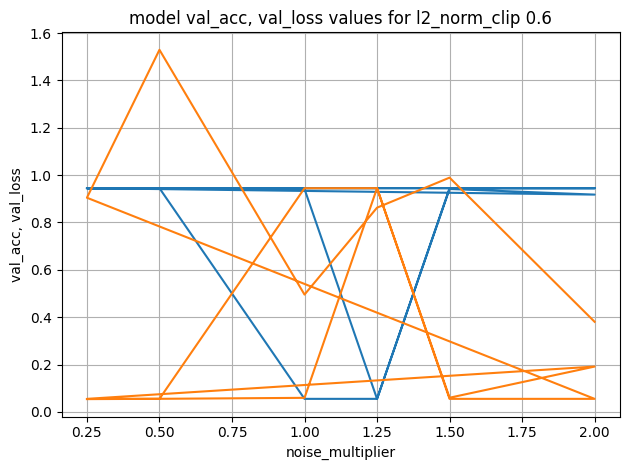 model val_acc, val_loss values for l2_norm_clip 0.6
1.6
1.4
1.2
1.0
0.8
0.6
0.4
0.2
0.0
val_acc, val_loss
0.25 0.50 0.75 1.00 1.25 1.50 1.75 2.00
noise_multiplier